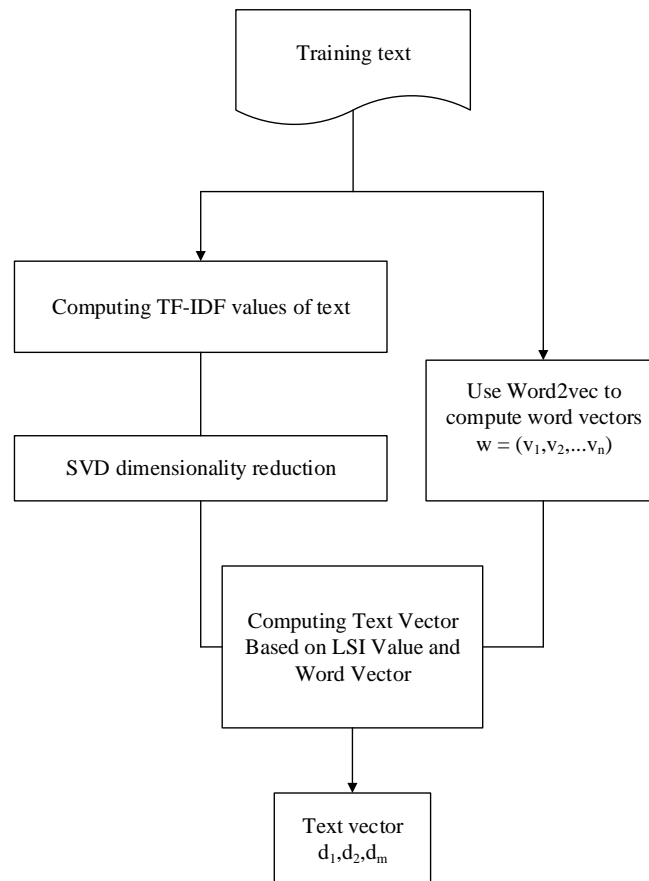 Training text
Computing TF-IDF values of text
Use Word2vec to
compute word vectors
w = (v₁,v₂,...vₙ)
SVD dimensionality reduction
Computing Text Vector
Based on LSI Value and
Word Vector
Text vector
d₁,d₂,dₘ